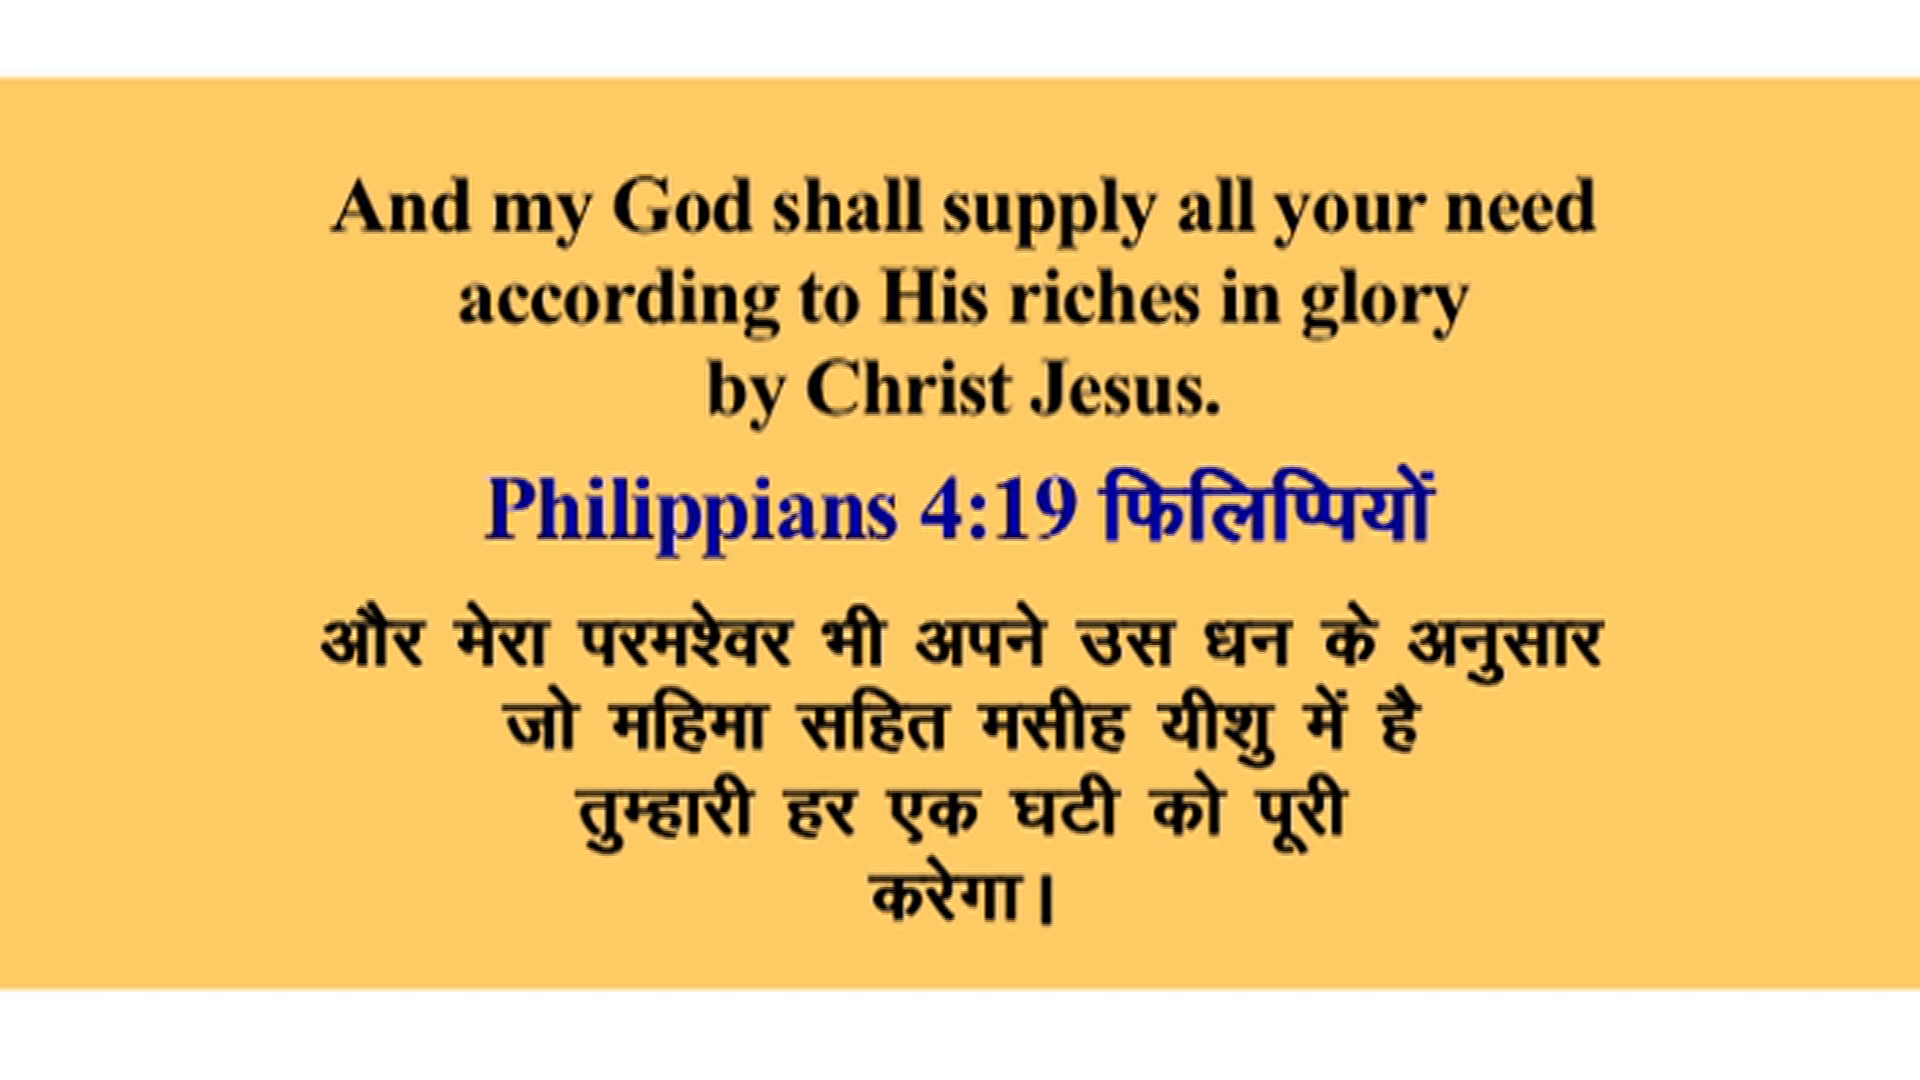 And my God shall supply all your need
according to His riches in glory
by Christ Jesus.
Philippians 4:19 फिलिप्पियों
और मेरा परमश्ेवर भी अपने उस धन के अनुसार
जो महिमा सहित मसीह यीशु में है
तुम्हारी हर एक घटी को पूरी
करेगा।